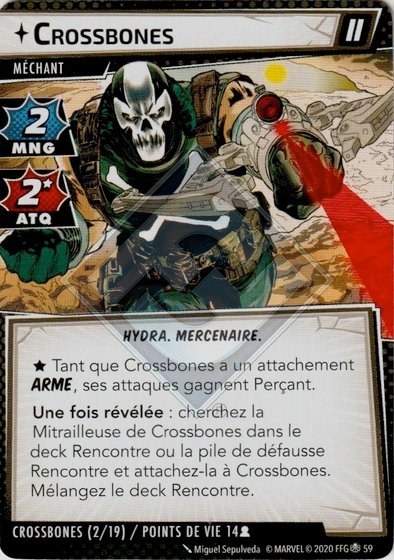 CROSSBONES
II
MÉCHANT
2
MNG
2★
ATQ
HYDRA. MERCENAIRE.
★ Tant que Crossbones a un attachement
ARME, ses attaques gagnent Perçant.
Une fois révélée : cherchez la
Mitrailleuse de Crossbones dans le
deck Rencontre ou la pile de défausse
Rencontre et attachez-la à Crossbones.
Mélangez le deck Rencontre.
CROSSBONES (2/19) / POINTS DE VIE 14
Miguel Sepulveda © MARVEL © 2020 FFG 59